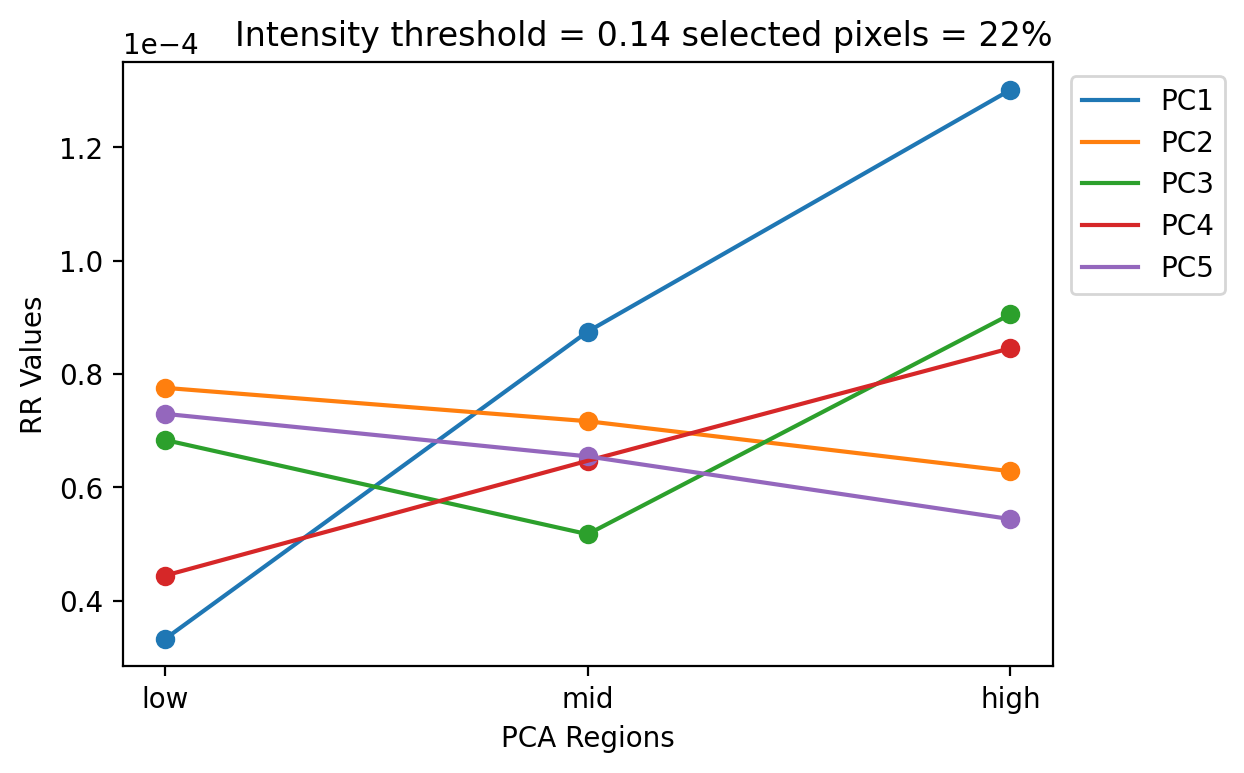 Intensity threshold = 0.14 selected pixels = 22%
1e−4
1.2
1.0
0.8
0.6
0.4
RR Values
low
mid
high
PCA Regions
PC1
PC2
PC3
PC4
PC5